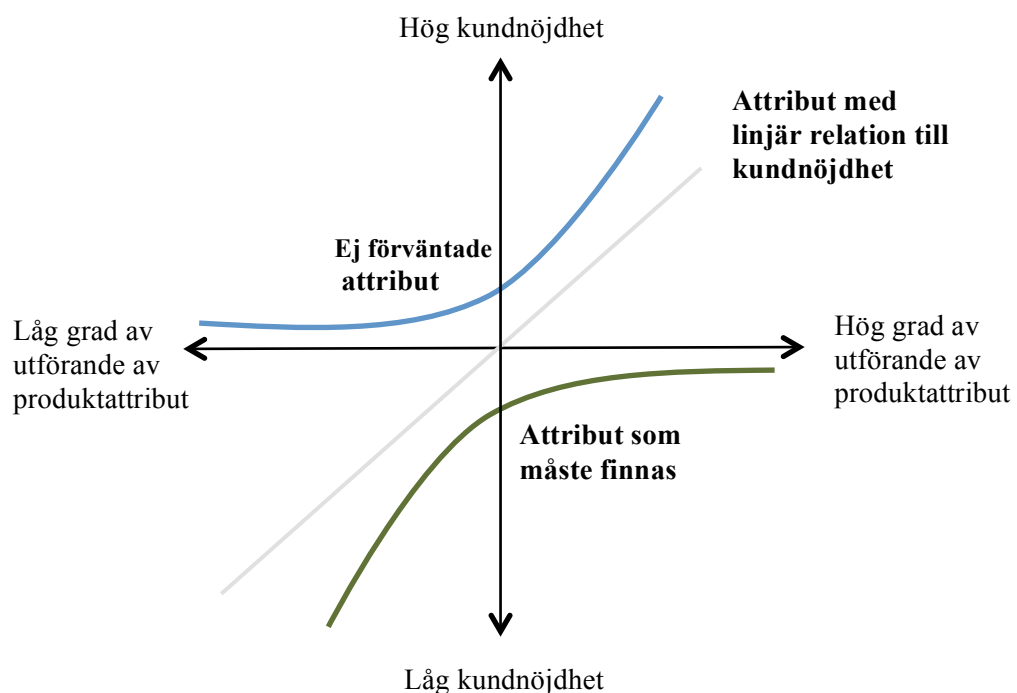 Hög kundnöjdhet
Attribut med
linjär relation till
kundnöjdhet
Ej förväntade
attribut
Låg grad av
utförande av
produktattribut
Hög grad av
utförande av
produktattribut
Attribut som
måste finnas
Låg kundnöjdhet